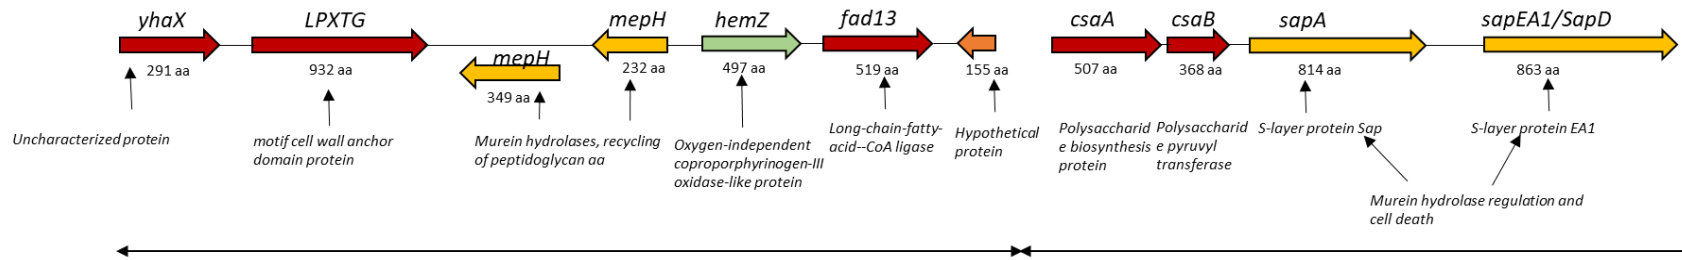 yhaX
LPXTG
mepH
hemZ
fad13
csaA
csaB
sapA
sapEA1/SapD
mepH
291 aa
932 aa
349 aa
232 aa
497 aa
519 aa
155 aa
507 aa
368 aa
814 aa
863 aa
Uncharacterized protein
motif cell wall anchor
domain protein
Murein hydrolases, recycling
of peptidoglycan aa
Oxygen-independent
coproporphyrinogen-III
oxidase-like protein
Long-chain-fatty-
acid--CoA ligase
Hypothetical
protein
Polysaccharid
e biosynthesis
protein
Polysaccharid
e pyruvyl
transferase
S-layer protein Sap
S-layer protein EA1
Murein hydrolase regulation and
cell death